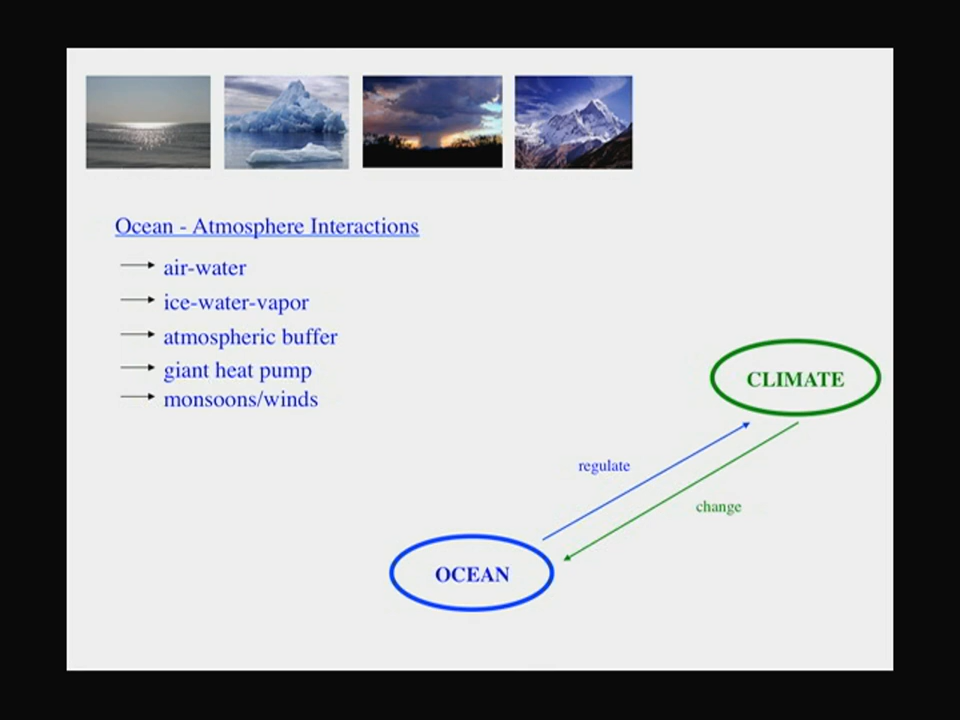 Ocean - Atmosphere Interactions
air-water
ice-water-vapor
atmospheric buffer
giant heat pump
monsoons/winds
CLIMATE
regulate
change
OCEAN